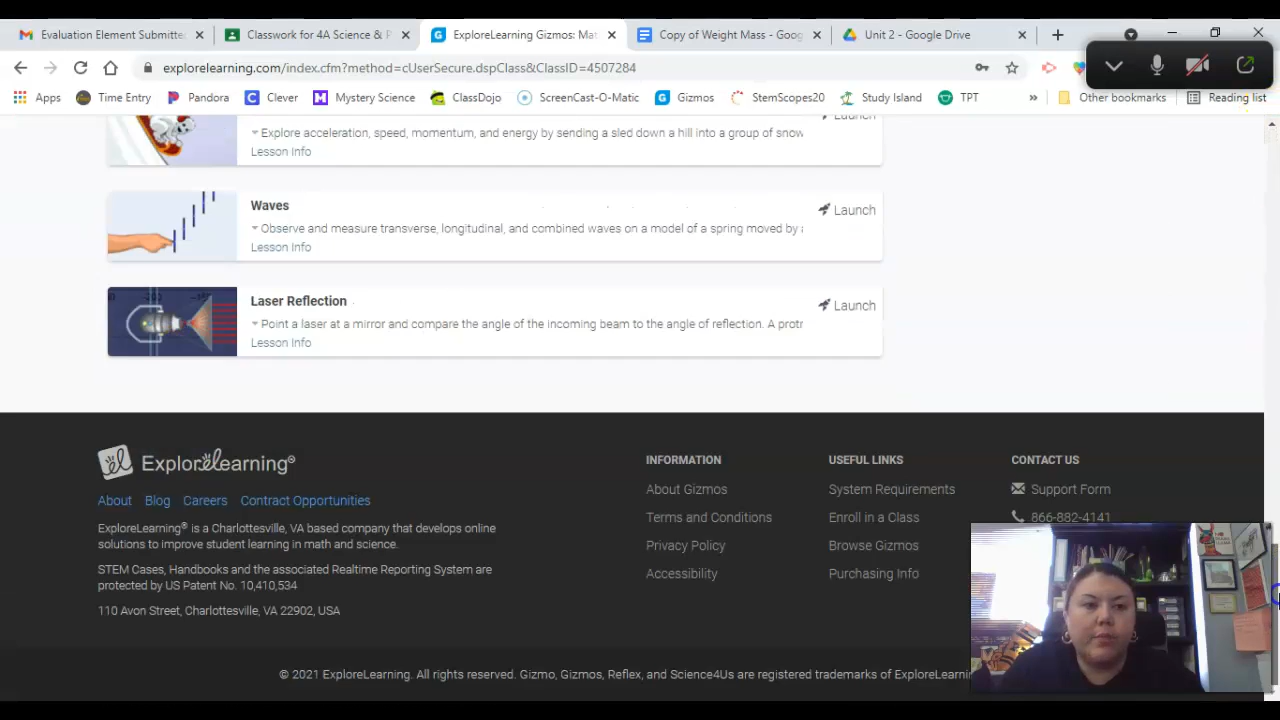 Evaluation Element Submitte
Classwork for 4A Science & P
ExploreLearning Gizmos: Mat
Copy of Weight Mass - Goog
Unit 2 - Google Drive
explorelearning.com/index.cfm?method=cUserSecure.dspClass&ClassID=4507284
Apps
Time Entry
Pandora
Clever
Mystery Science
ClassDojo
ScreenCast-O-Matic
Gizmos
StemScopes20
Study Island
TPT
»
Other bookmarks
Reading list
Launch
Explore acceleration, speed, momentum, and energy by sending a sled down a hill into a group of snow
Lesson Info
Waves
Launch
Observe and measure transverse, longitudinal, and combined waves on a model of a spring moved by
Lesson Info
Laser Reflection
Launch
Point a laser at a mirror and compare the angle of the incoming beam to the angle of reflection. A protr
Lesson Info
ExploreLearning®
About Blog Careers Contract Opportunities
ExploreLearning® is a Charlottesville, VA based company that develops online
solutions to improve student learning in math and science.
STEM Cases, Handbooks and the associated Realtime Reporting System are
protected by US Patent No. 10,410,534
110 Avon Street, Charlottesville, VA 22902, USA
INFORMATION
About Gizmos
Terms and Conditions
Privacy Policy
Accessibility
USEFUL LINKS
System Requirements
Enroll in a Class
Browse Gizmos
Purchasing Info
CONTACT US
Support Form
866-882-4141
© 2021 ExploreLearning. All rights reserved. Gizmo, Gizmos, Reflex, and Science4Us are registered trademarks of ExploreLearnin